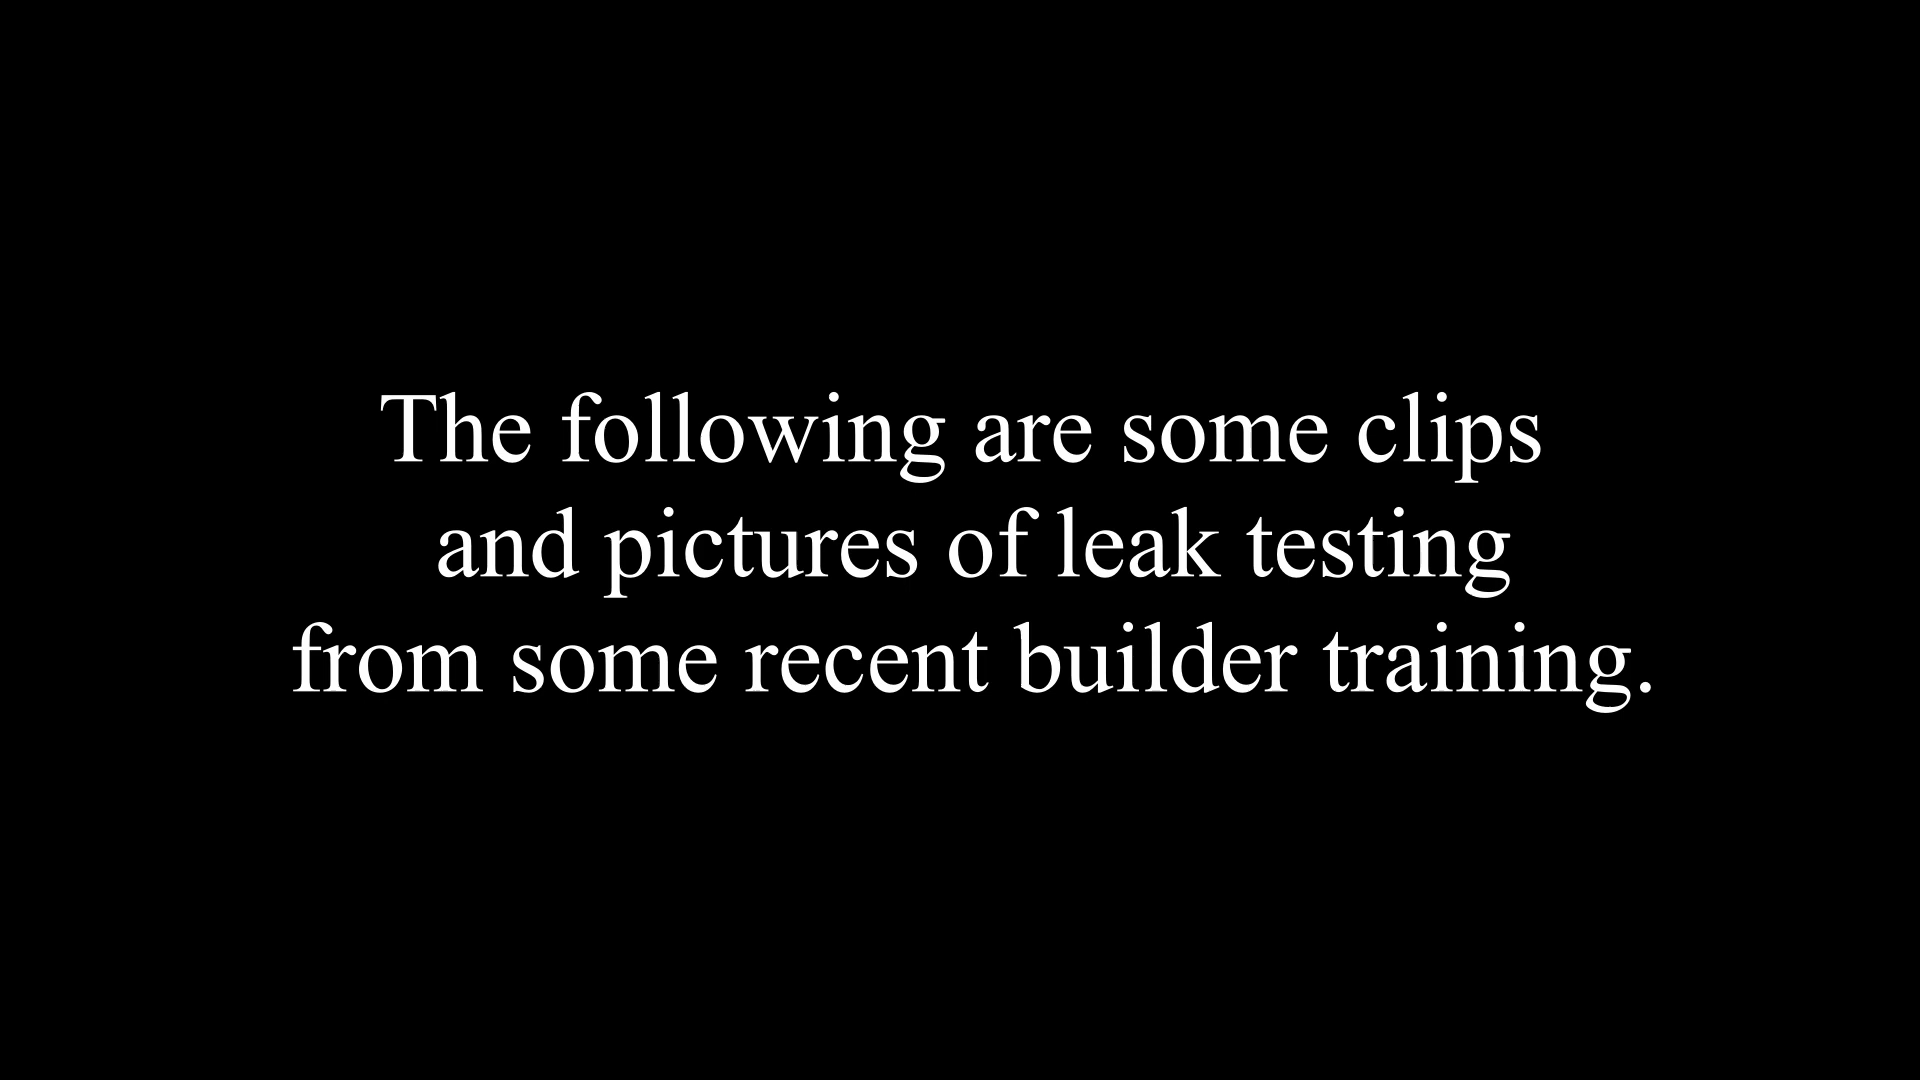 The following are some clips
and pictures of leak testing
from some recent builder training.